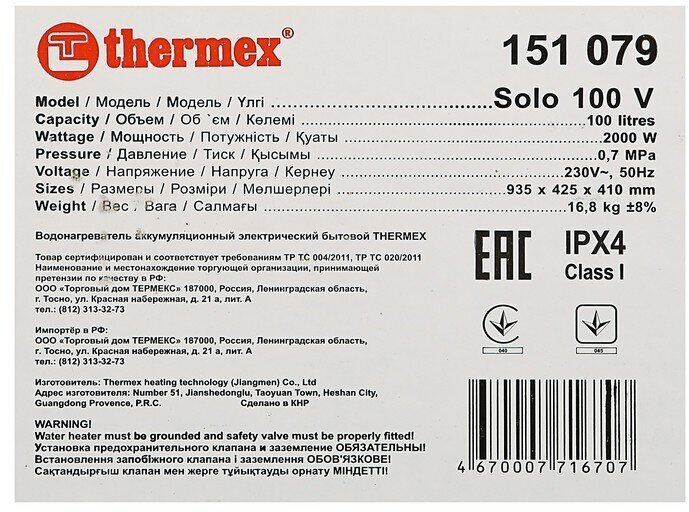 thermex® 151 079
Model / Модель / Модель / Үлгі ........ Solo 100 V
Capacity / Объем / Об `єм / Көлемі ........ 100 litres
Wattage / Мощность / Потужність / Қуаты ........ 2000 W
Pressure / Давление / Тиск / Қысымы ........ 0,7 MPa
Voltage / Напряжение / Напруга / Кернеу ........ 230V~, 50Hz
Sizes / Размеры / Розміри / Мөлшерлері ........ 935 x 425 x 410 mm
Weight / Вес / Вага / Салмағы ........ 16,8 kg ±8%
Водонагреватель аккумуляционный электрический бытовой THERMEX
Товар сертифицирован и соответствует требованиям ТР ТС 004/2011, ТР ТС 020/2011
Наименование и местонахождение торгующей организации, принимающей
претензии по качеству в РФ:
ООО «Торговый дом ТЕРМЕКС» 187000, Россия, Ленинградская область,
г. Тосно, ул. Красная набережная, д. 21 а, лит. А
тел.: (812) 313-32-73
EAC IPX4
Class I
Импортёр в РФ:
ООО «Торговый дом ТЕРМЕКС» 187000, Россия, Ленинградская область,
г. Тосно, ул. Красная набережная, д. 21 а, лит. А
тел.: (812) 313-32-73
040 045
Изготовитель: Thermex heating technology (Jiangmen) Co., Ltd
Адрес изготовителя: Number 51, Jianshedonglu, Taoyuan Town, Heshan City,
Guangdong Provence, P.R.C. Сделано в КНР
WARNING!
Water heater must be grounded and safety valve must be properly fitted!
Установка предохранительного клапана и заземление ОБЯЗАТЕЛЬНЫ!
Встановлення запобіжного клапана і заземлення ОБОВ'ЯЗКОВЕ!
Сақтандырғыш клапан мен жерге тұйықтауды орнату МІНДЕТТІ!
4 670007 716707